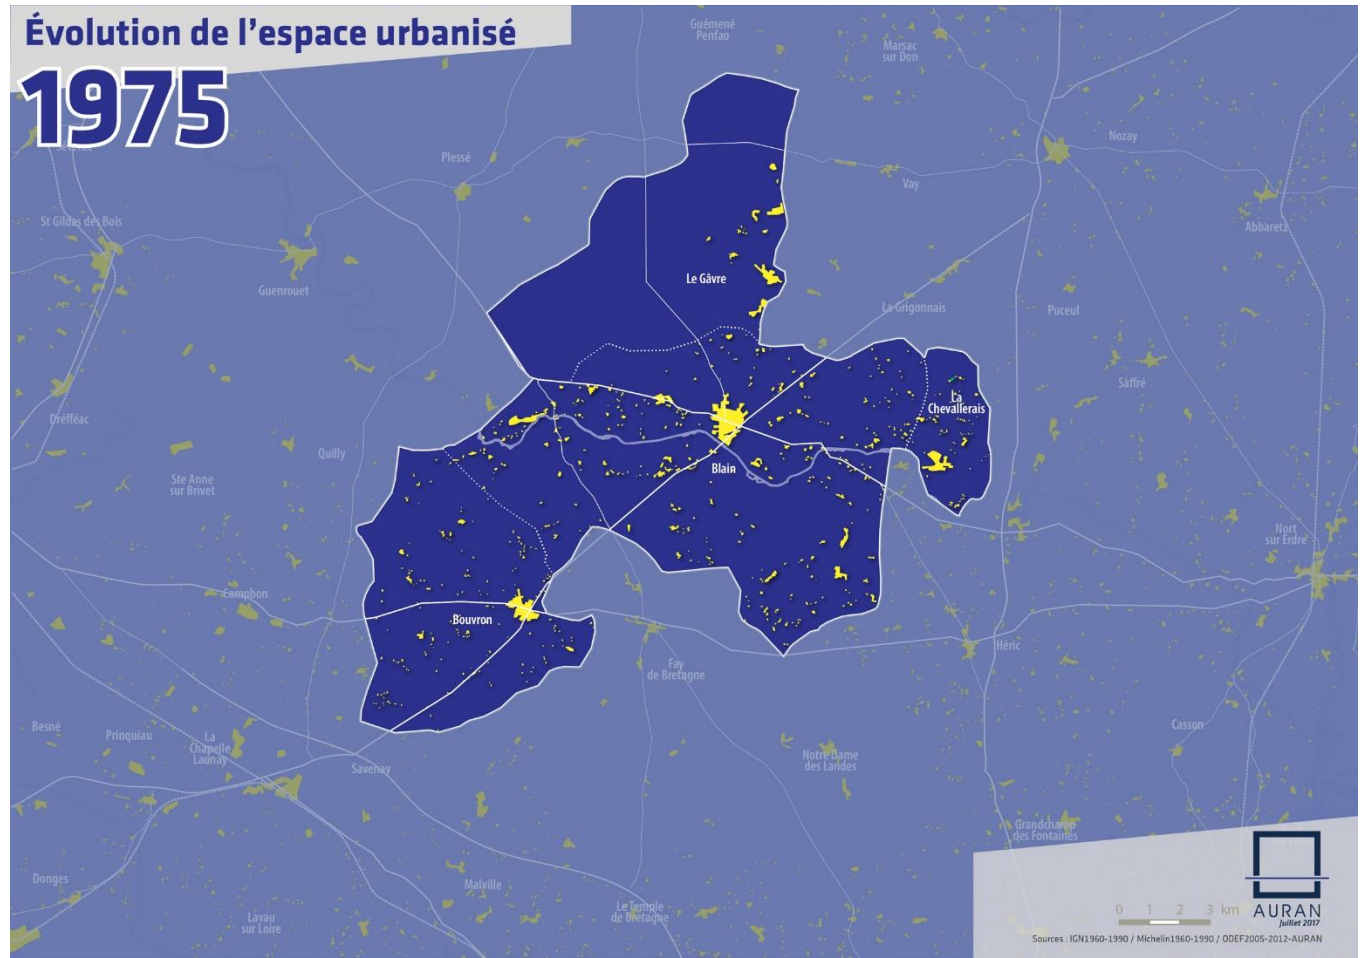 Évolution de l'espace urbanisé
1975
Guémené
Penfao
Marsac
sur Don
Nozay
Plessé
Vay
St Gildas des Bois
Abbaretz
Guenrouet
Le Gâvre
La Grigonnais
Puceul
Sâffré
La
Chevallerais
Drefféac
Quilly
Ste Anne
sur Brivet
Blain
Nort
sur Erdre
Campbon
Bouvron
Héric
Fay
de Bretagne
Besné
Prinquiau
La
Chapelle
Launay
Savenay
Notre Dame
des Landes
Casson
Grandchamp
des Fontaines
Donges
Malville
Lavau
sur Loire
Le Temple
de Bretagne
0 1 2 3 km
AURAN
Juillet 2017
Sources : IGN1960-1990 / Michelin1960-1990 / ODEF2005-2012-AURAN